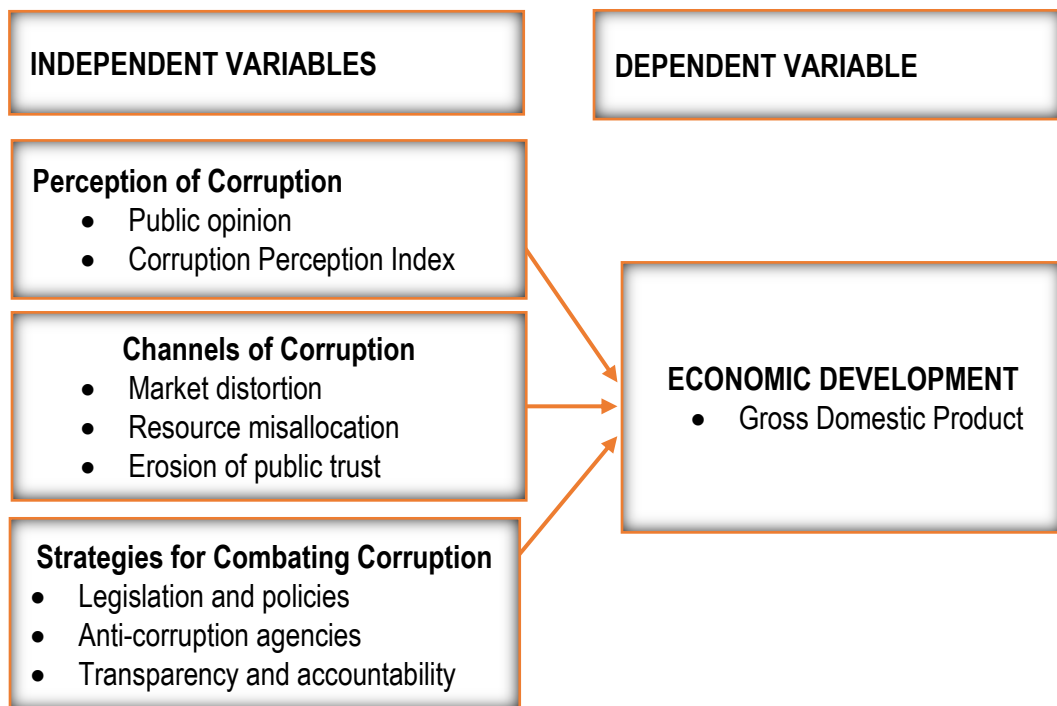 INDEPENDENT VARIABLES
DEPENDENT VARIABLE
Perception of Corruption
• Public opinion
• Corruption Perception Index
Channels of Corruption
• Market distortion
• Resource misallocation
• Erosion of public trust
Strategies for Combating Corruption
• Legislation and policies
• Anti-corruption agencies
• Transparency and accountability
ECONOMIC DEVELOPMENT
• Gross Domestic Product